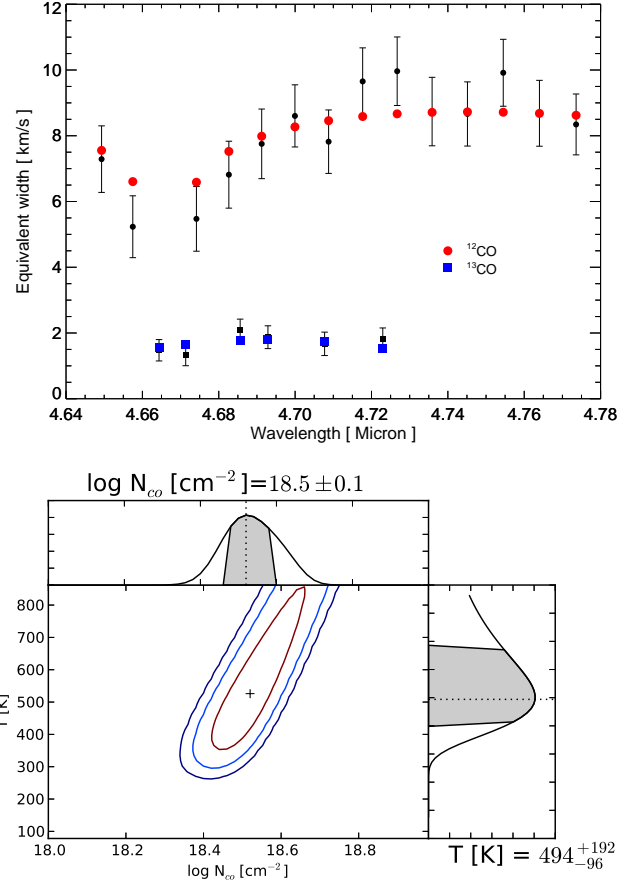 12
10
8
6
4
2
0
Equivalent width [ km/s ]
¹²CO
¹³CO
4.64 4.66 4.68 4.70 4.72 4.74 4.76 4.78
Wavelength [ Micron ]
log N_co [cm⁻²]=18.5±0.1
800
700
600
500
400
300
200
100
T [K]
18.0 18.2 18.4 18.6 18.8
log N_co [cm⁻²]
T [K] = 494 +192 −96